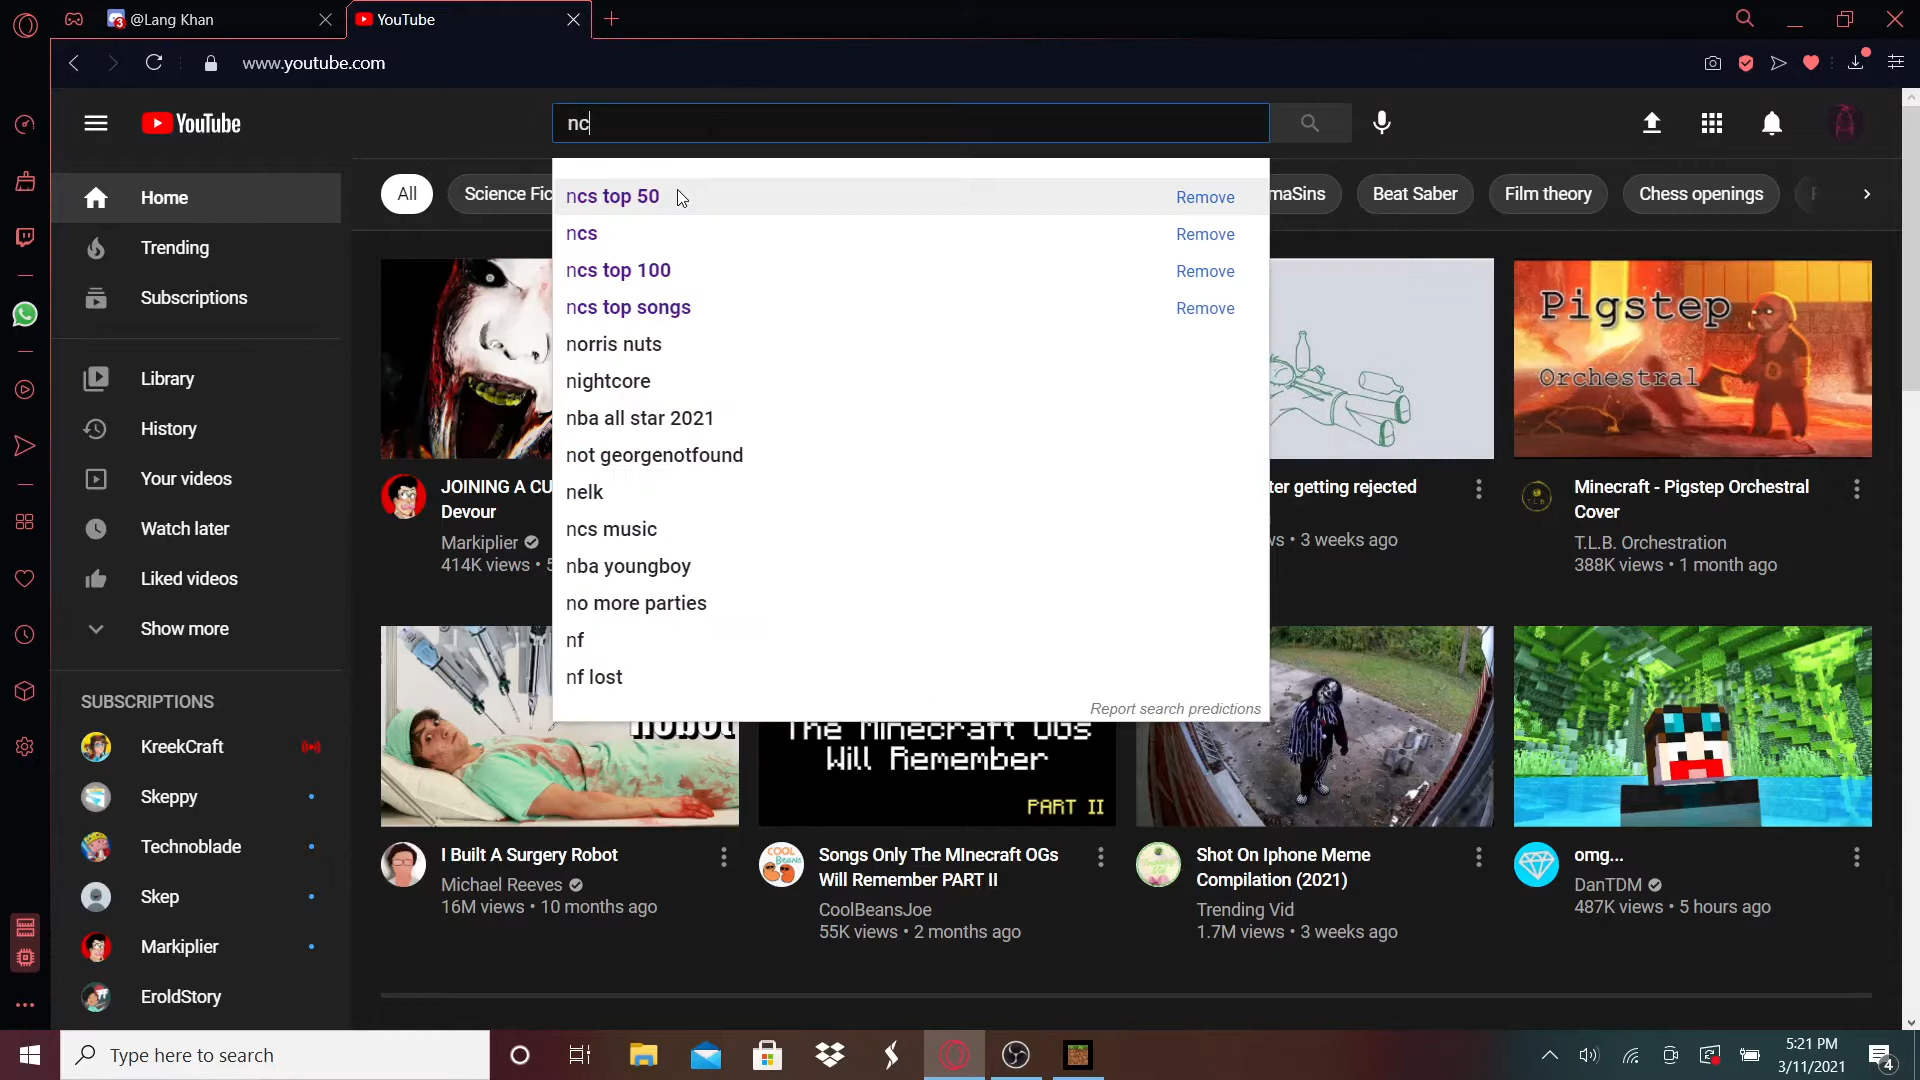 3 @Lang Khan
YouTube
www.youtube.com
YouTube
nc
All
Science Fic
maSins
Beat Saber
Film theory
Chess openings
ncs top 50 Remove
ncs Remove
ncs top 100 Remove
ncs top songs Remove
norris nuts
nightcore
nba all star 2021
not georgenotfound
nelk
ncs music
nba youngboy
no more parties
nf
nf lost
Report search predictions
Home
Trending
Subscriptions
Library
History
Your videos
Watch later
Liked videos
Show more
SUBSCRIPTIONS
KreekCraft
Skeppy
Technoblade
Skep
Markiplier
EroldStory
JOINING A CU
Devour
Markiplier
414K views • 5
ter getting rejected
ws • 3 weeks ago
Pigstep
Orchestral
Minecraft - Pigstep Orchestral
Cover
T.L.B. Orchestration
388K views • 1 month ago
I Built A Surgery Robot
Michael Reeves
16M views • 10 months ago
The Minecraft OGs
Will Remember
PART II
COOL BEANS
Songs Only The MInecraft OGs
Will Remember PART II
CoolBeansJoe
55K views • 2 months ago
Shot On Iphone Meme
Compilation (2021)
Trending Vid
1.7M views • 3 weeks ago
omg...
DanTDM
487K views • 5 hours ago
Type here to search
5:21 PM
3/11/2021
4